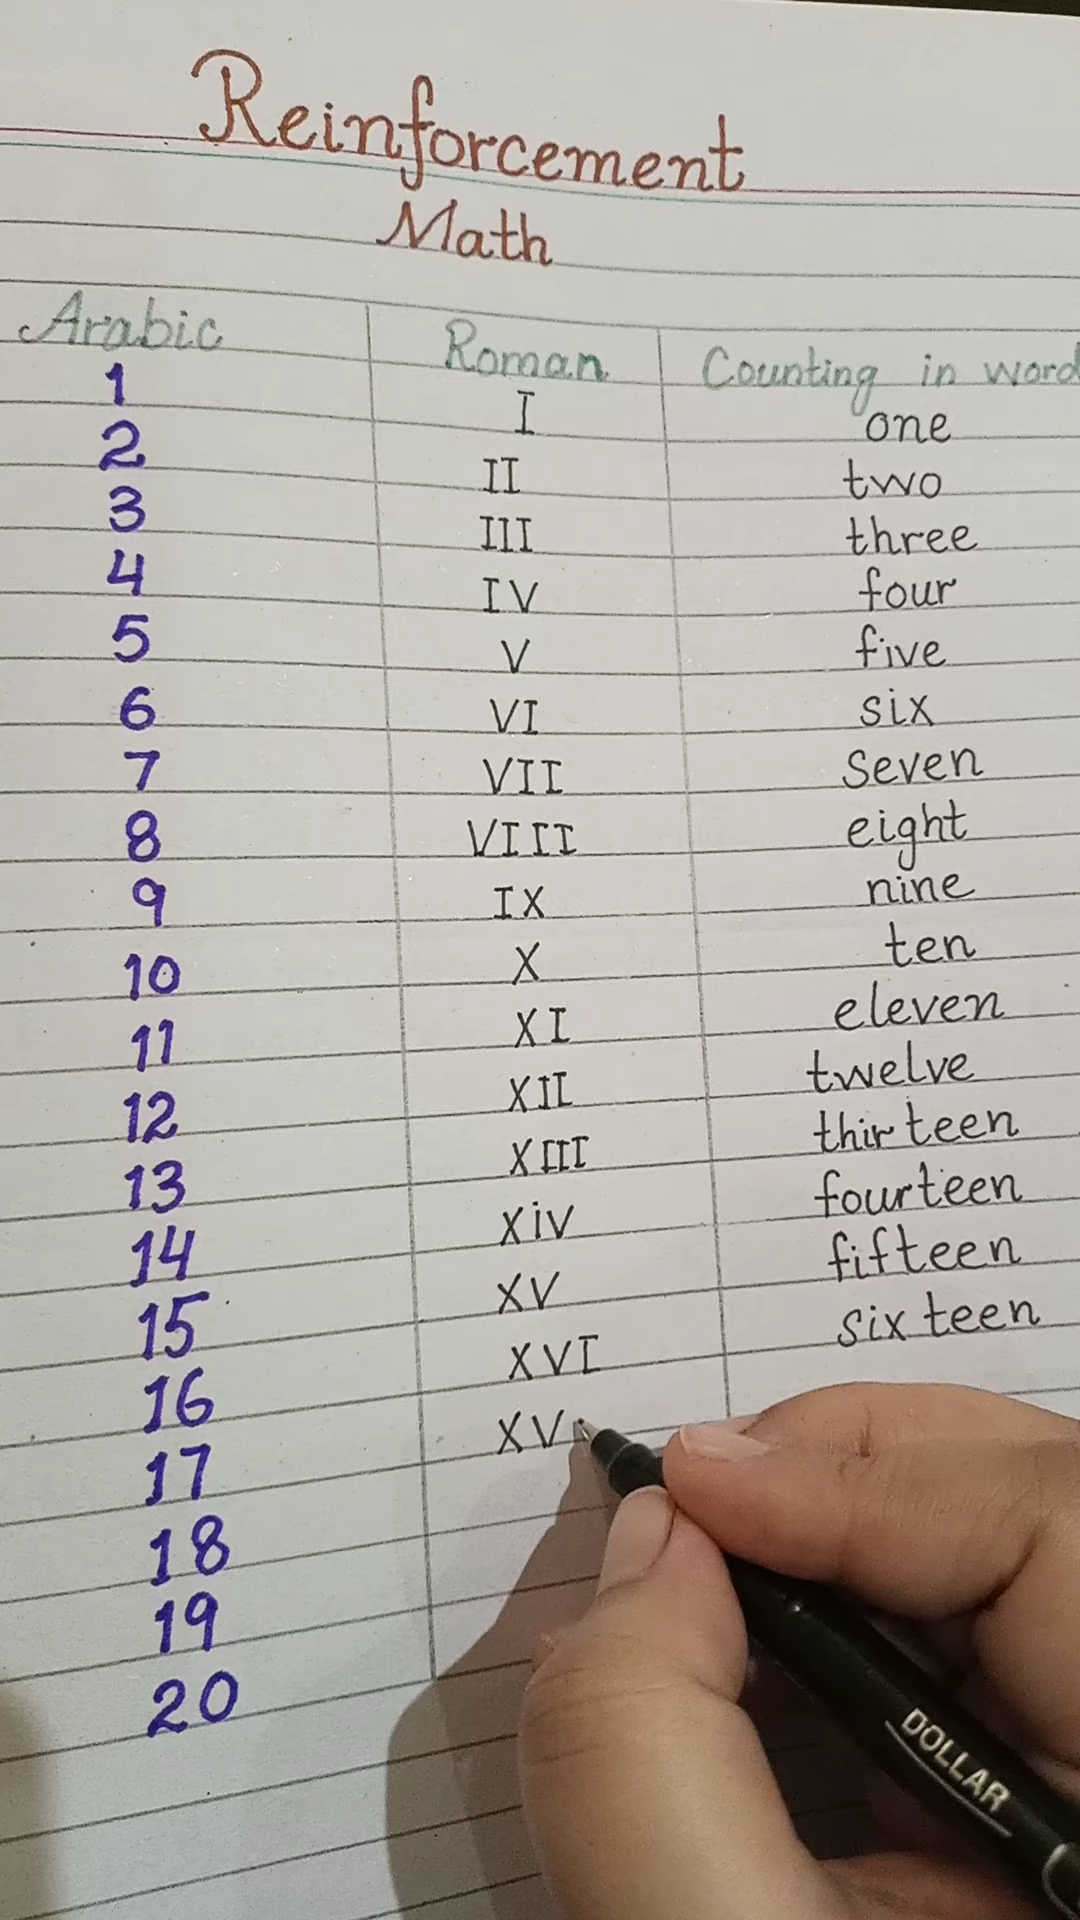 Reinforcement
Math
Arabic Roman Counting in word
1 I one
2 II two
3 III three
4 IV four
5 V five
6 VI six
7 VII seven
8 VIII eight
9 IX nine
10 X ten
11 XI eleven
12 XII twelve
13 XIII thirteen
14 XiV fourteen
15 XV fifteen
16 XVI sixteen
17 XV
18
19
20
DOLLAR